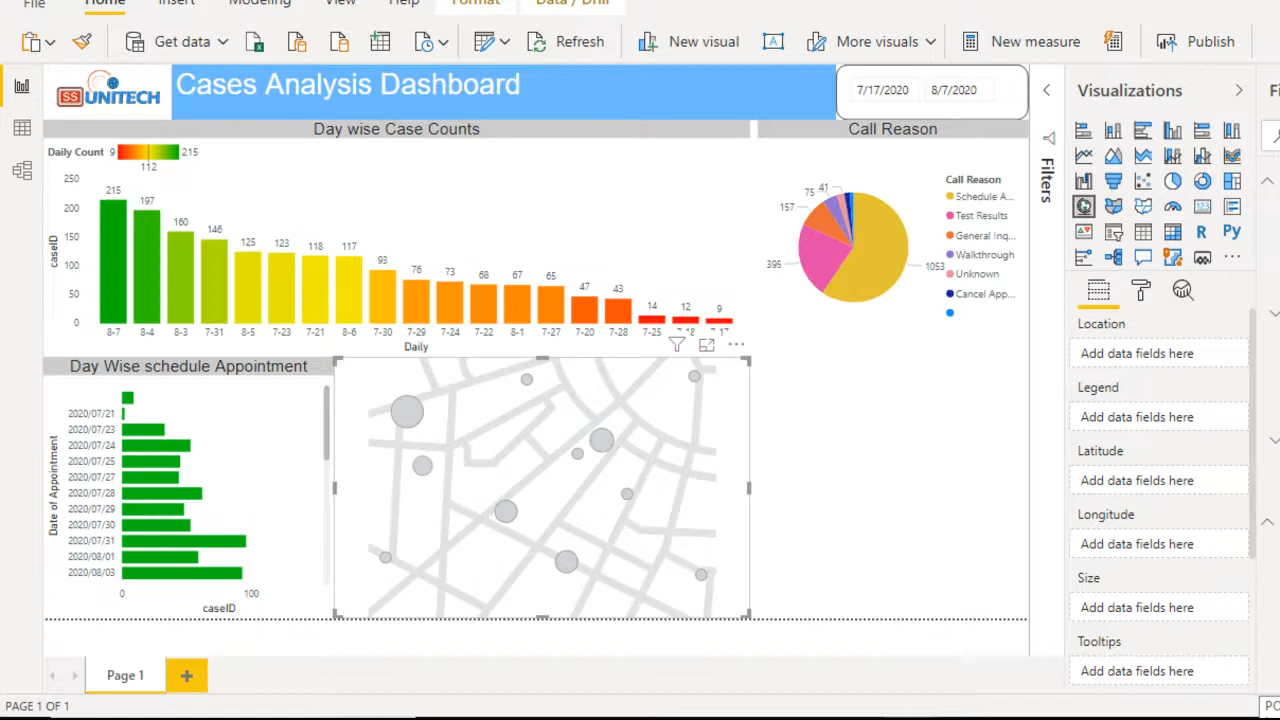 File Home Insert Modeling View Help Format Data / Drill
Get data Refresh New visual More visuals New measure Publish
SS UNITECH
Cases Analysis Dashboard
7/17/2020 8/7/2020
Visualizations
Filters
Day wise Case Counts
Daily Count 9 215
112
caseID
250
200
150
100
50
0
215 197 160 146 125 123 118 117 93 76 73 68 67 65 47 43 14 12 9
8-7 8-4 8-3 7-31 8-5 7-23 7-21 8-6 7-30 7-29 7-24 7-22 8-1 7-27 7-20 7-28 7-25 7-18 7-17
Daily
Call Reason
41
75
157
395
1053
Call Reason
Schedule A...
Test Results
General Inq...
Walkthrough
Unknown
Cancel App...
Day Wise schedule Appointment
Date of Appointment
2020/07/21
2020/07/23
2020/07/24
2020/07/25
2020/07/27
2020/07/28
2020/07/29
2020/07/30
2020/07/31
2020/08/01
2020/08/03
0 100
caseID
R Py
Location
Add data fields here
Legend
Add data fields here
Latitude
Add data fields here
Longitude
Add data fields here
Size
Add data fields here
Tooltips
Add data fields here
Page 1
PAGE 1 OF 1